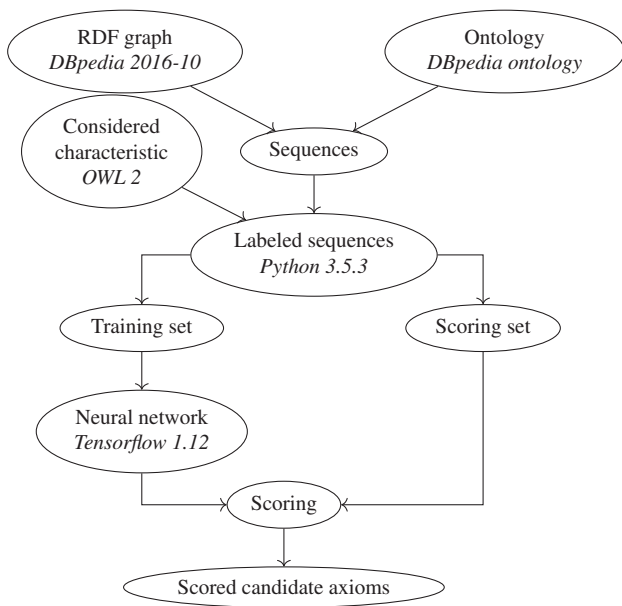 RDF graph
DBpedia 2016-10
Ontology
DBpedia ontology
Considered
characteristic
OWL 2
Sequences
Labeled sequences
Python 3.5.3
Training set
Scoring set
Neural network
Tensorflow 1.12
Scoring
Scored candidate axioms